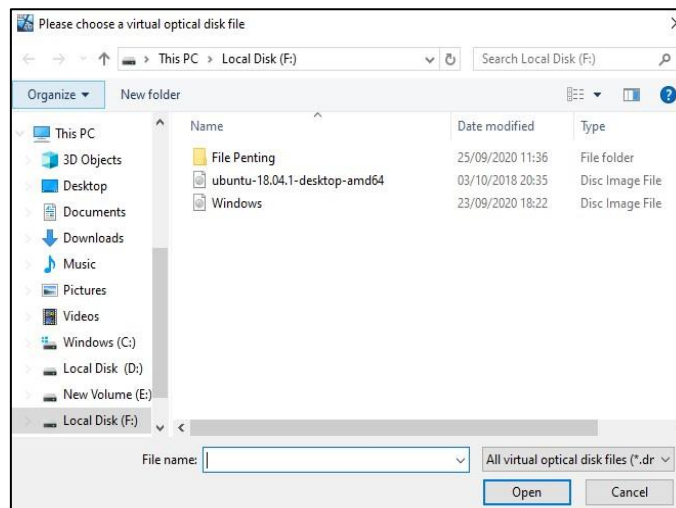 Please choose a virtual optical disk file
This PC > Local Disk (F:)
Search Local Disk (F:)
Organize
New folder
Name
Date modified
Type
File Penting
25/09/2020 11:36
File folder
ubuntu-18.04.1-desktop-amd64
03/10/2018 20:35
Disc Image File
Windows
23/09/2020 18:22
Disc Image File
This PC
3D Objects
Desktop
Documents
Downloads
Music
Pictures
Videos
Windows (C:)
Local Disk (D:)
New Volume (E:)
Local Disk (F:)
File name:
All virtual optical disk files (*.dr
Open
Cancel